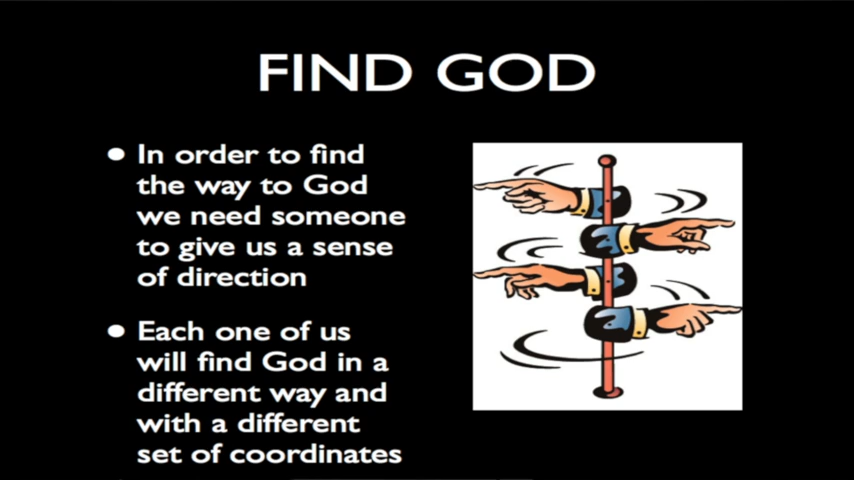 FIND GOD
• In order to find
the way to God
we need someone
to give us a sense
of direction
• Each one of us
will find God in a
different way and
with a different
set of coordinates